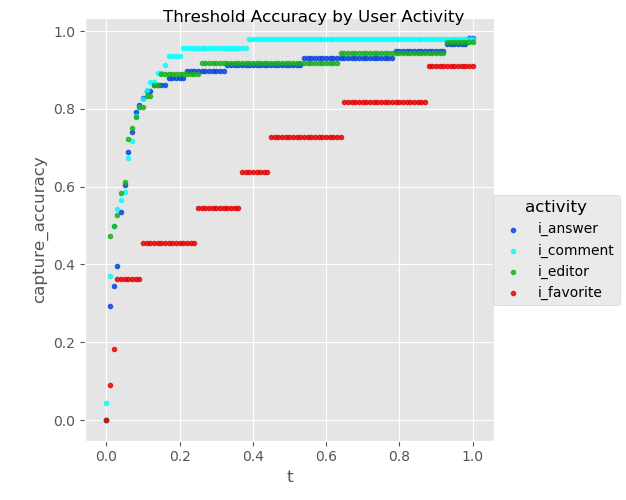 Threshold Accuracy by User Activity
1.0
0.8
0.6
0.4
0.2
0.0
capture_accuracy
0.0 0.2 0.4 0.6 0.8 1.0
t
activity
i_answer
i_comment
i_editor
i_favorite